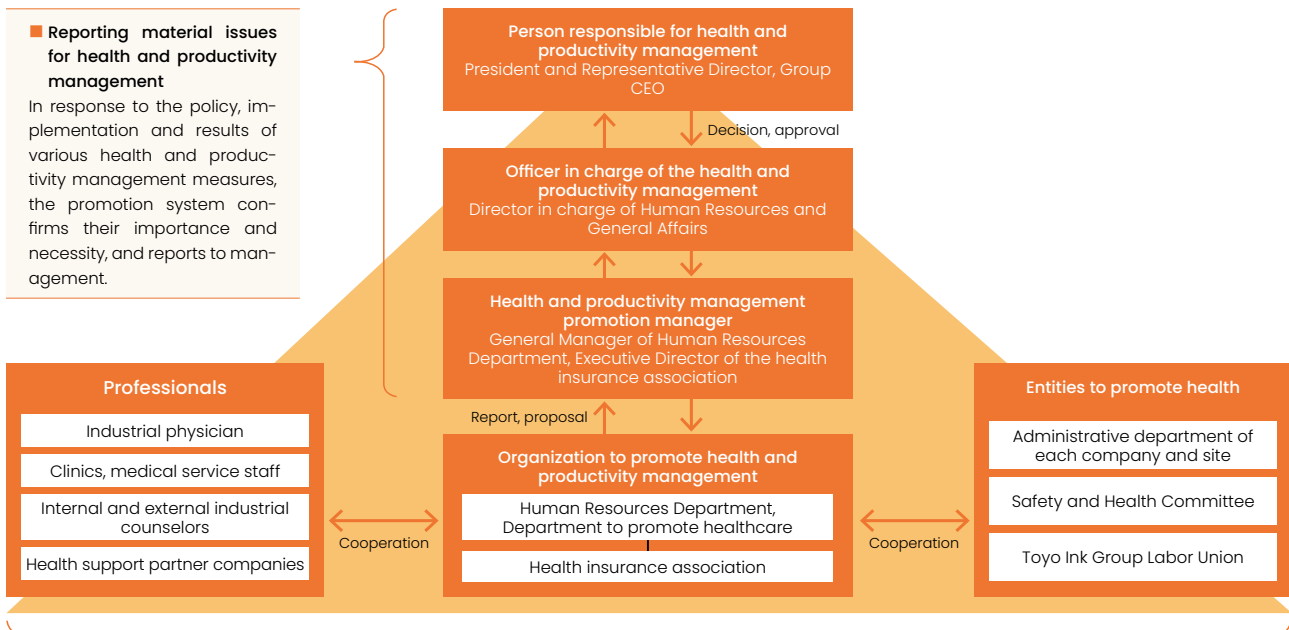 Reporting material issues
for health and productivity
management
In response to the policy, im-
plementation and results of
various health and produc-
tivity management measures,
the promotion system con-
firms their importance and
necessity, and reports to man-
agement.
Person responsible for health and
productivity management
President and Representative Director, Group
CEO
Decision, approval
Officer in charge of the health and
productivity management
Director in charge of Human Resources and
General Affairs
Health and productivity management
promotion manager
General Manager of Human Resources
Department, Executive Director of the health
insurance association
Report, proposal
Professionals
Industrial physician
Clinics, medical service staff
Internal and external industrial
counselors
Health support partner companies
Cooperation
Organization to promote health and
productivity management
Human Resources Department,
Department to promote healthcare
Health insurance association
Cooperation
Entities to promote health
Administrative department of
each company and site
Safety and Health Committee
Toyo Ink Group Labor Union